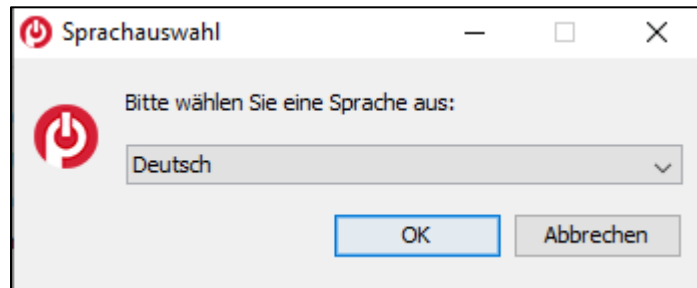 Sprachauswahl
Bitte wählen Sie eine Sprache aus:
Deutsch
OK Abbrechen